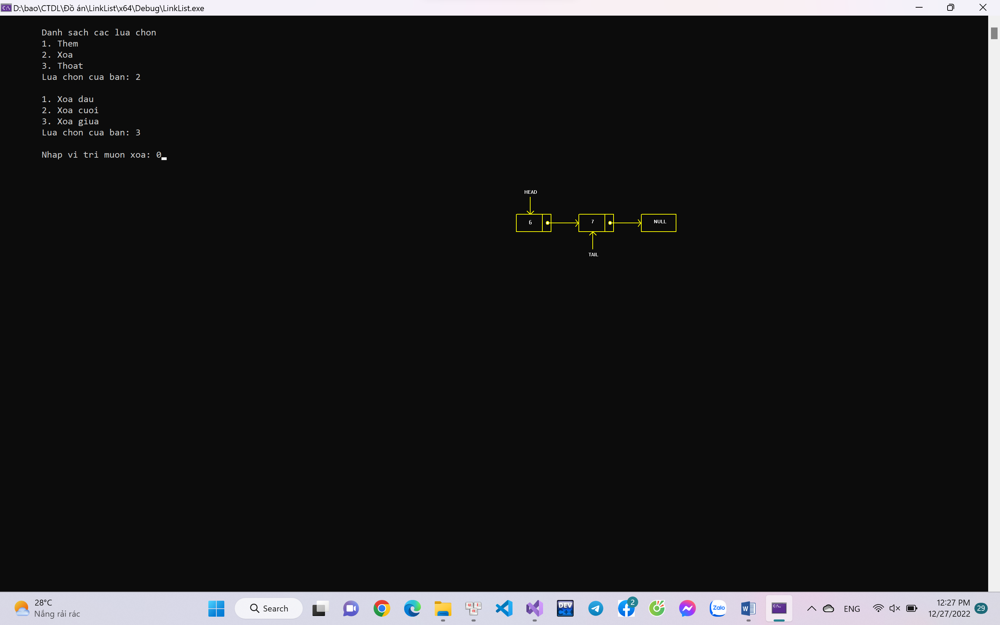 D:\bao\CTDL\Đồ án\LinkList\x64\Debug\LinkList.exe
Danh sach cac lua chon
1. Them
2. Xoa
3. Thoat
Lua chon cua ban: 2
1. Xoa dau
2. Xoa cuoi
3. Xoa giua
Lua chon cua ban: 3
Nhap vi tri muon xoa: 0
HEAD
6 7 NULL
TAIL
28°C
Nắng rải rác
Search
DEV
C++
2
Zalo
W
ENG
12:27 PM
12/27/2022
29